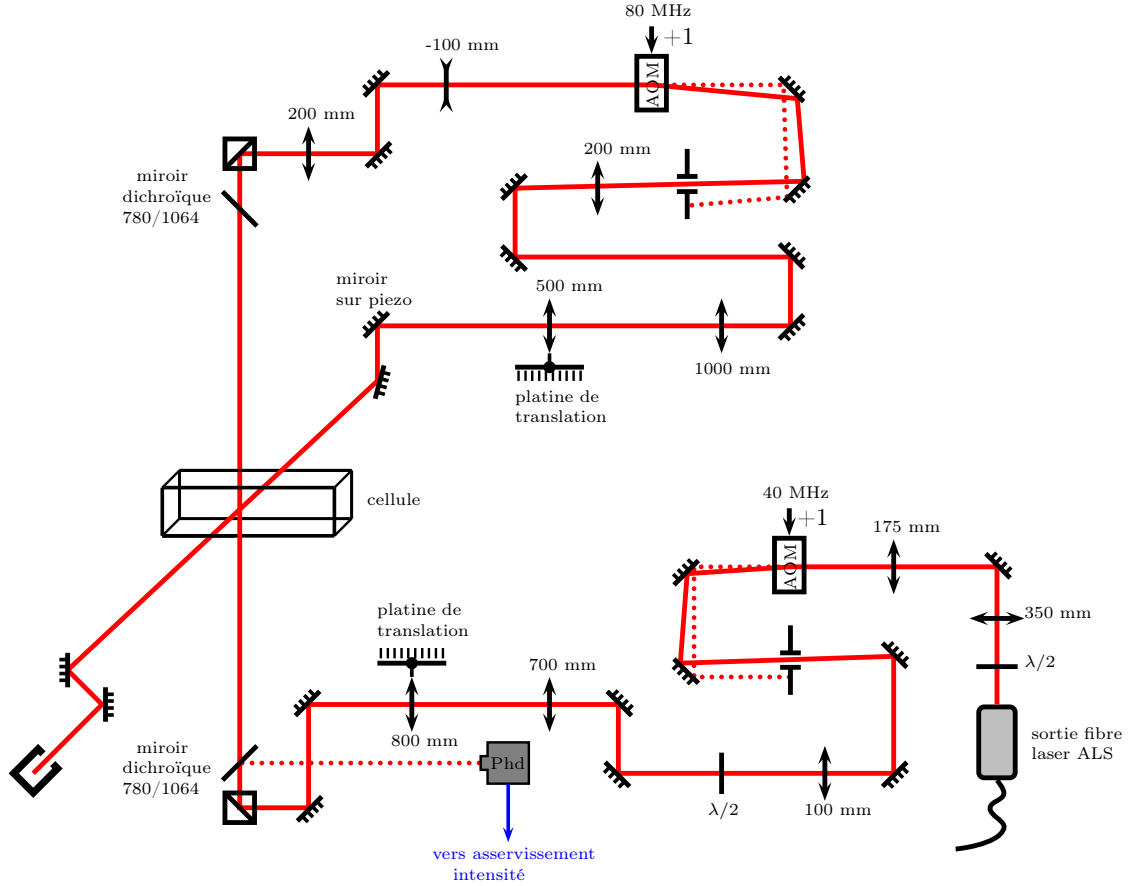 80 MHz
+1
-100 mm
AOM
200 mm
200 mm
miroir
dichroïque
780/1064
miroir
sur piezo
500 mm
1000 mm
platine de
translation
cellule
40 MHz
+1
175 mm
AOM
350 mm
λ/2
platine de
translation
700 mm
800 mm
sortie fibre
laser ALS
miroir
dichroïque
780/1064
Phd
λ/2
100 mm
vers asservissement
intensité